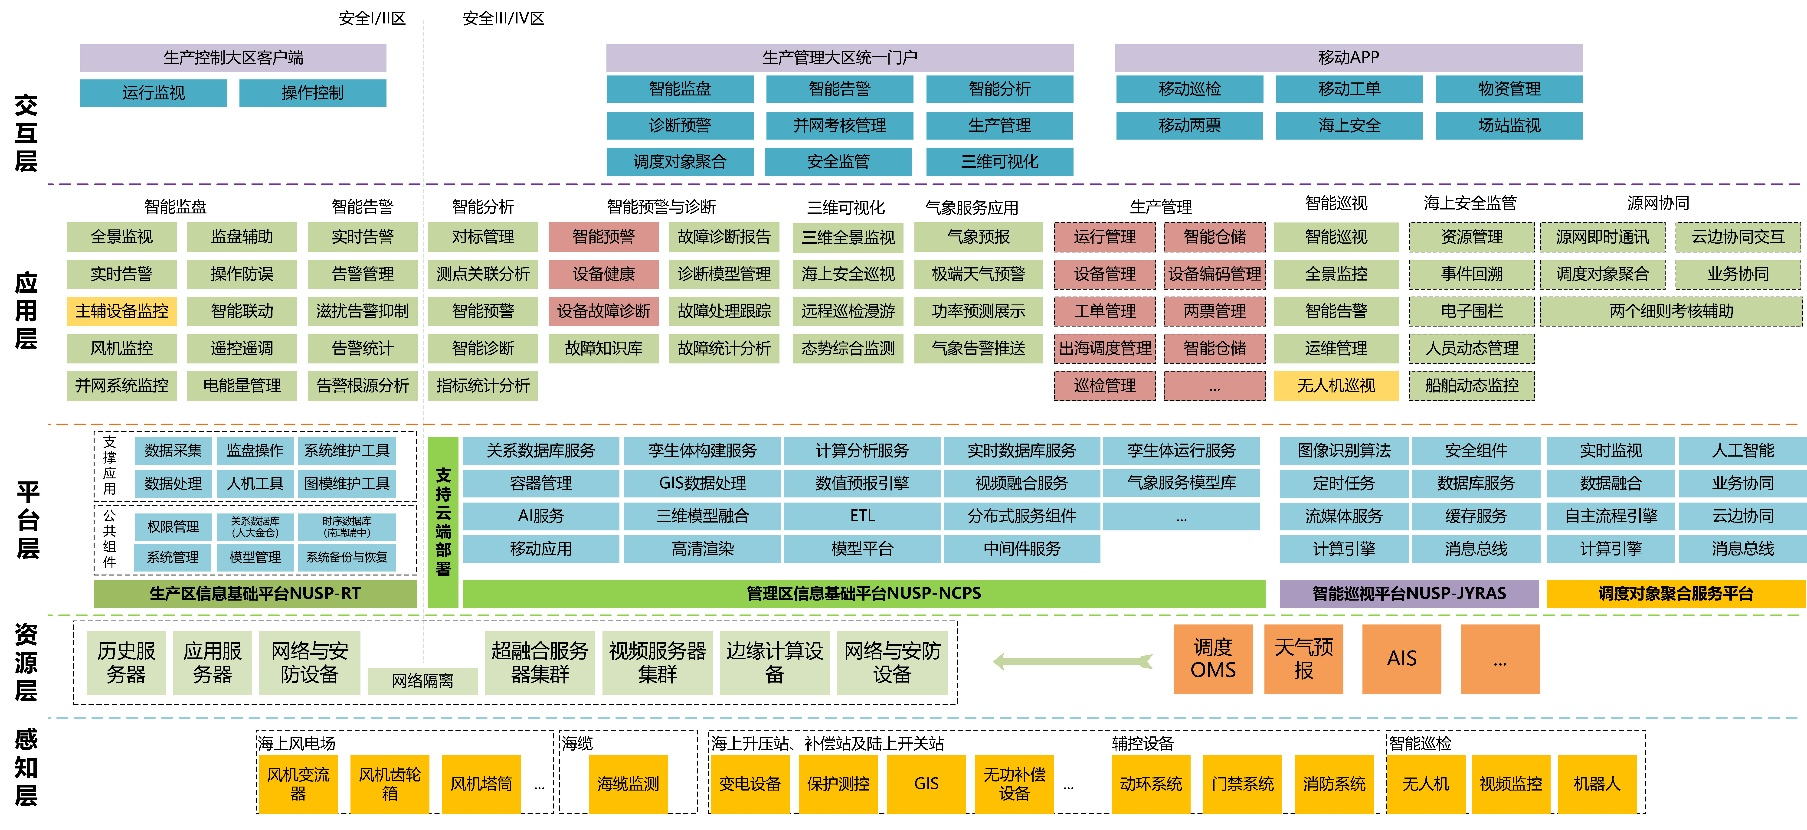 安全I/II区
安全III/IV区
交互层
生产控制大区客户端
运行监视
操作控制
生产管理大区统一门户
智能监盘
智能告警
智能分析
诊断预警
并网考核管理
生产管理
调度对象聚合
安全监管
三维可视化
移动APP
移动巡检
移动工单
物资管理
移动两票
海上安全
场站监视
应用层
智能监盘
全景监视
监盘辅助
实时告警
操作防误
主辅设备监控
智能联动
风机监控
遥控遥调
并网系统监控
电能量管理
智能告警
实时告警
告警管理
滋扰告警抑制
告警统计
告警根源分析
智能分析
对标管理
测点关联分析
智能预警
智能诊断
指标统计分析
智能预警与诊断
智能预警
故障诊断报告
设备健康
诊断模型管理
设备故障诊断
故障处理跟踪
故障知识库
故障统计分析
三维可视化
三维全景监视
海上安全巡视
远程巡检漫游
态势综合监测
气象服务应用
气象预报
极端天气预警
功率预测展示
气象告警推送
生产管理
运行管理
智能仓储
设备管理
设备编码管理
工单管理
两票管理
出海调度管理
智能仓储
巡检管理
...
智能巡视
智能巡视
全景监控
智能告警
运维管理
无人机巡视
海上安全监管
资源管理
事件回溯
电子围栏
人员动态管理
船舶动态监控
源网协同
源网即时通讯
云边协同交互
调度对象聚合
业务协同
两个细则考核辅助
平台层
支撑应用
数据采集
监盘操作
系统维护工具
数据处理
人机工具
图模维护工具
公共组件
权限管理
关系数据库
(人大金仓)
时序数据库
(南瑞瑞中)
系统管理
模型管理
系统备份与恢复
生产区信息基础平台NUSP-RT
支持云端部署
关系数据库服务
孪生体构建服务
计算分析服务
实时数据库服务
孪生体运行服务
容器管理
GIS数据处理
数值预报引擎
视频融合服务
气象服务模型库
AI服务
三维模型融合
ETL
分布式服务组件
...
移动应用
高清渲染
模型平台
中间件服务
管理区信息基础平台NUSP-NCPS
图像识别算法
安全组件
定时任务
数据库服务
流媒体服务
缓存服务
计算引擎
消息总线
智能巡视平台NUSP-JYRAS
实时监视
人工智能
数据融合
业务协同
自主流程引擎
云边协同
计算引擎
消息总线
调度对象聚合服务平台
资源层
历史服
务器
应用服
务器
网络与安
防设备
网络隔离
超融合服务
器集群
视频服务器
集群
边缘计算设
备
网络与安防
设备
调度
OMS
天气预
报
AIS
...
感知层
海上风电场
风机变流
器
风机齿轮
箱
风机塔筒
...
海缆
海缆监测
海上升压站、补偿站及陆上开关站
变电设备
保护测控
GIS
无功补偿
设备
...
辅控设备
动环系统
门禁系统
消防系统
智能巡检
无人机
视频监控
机器人